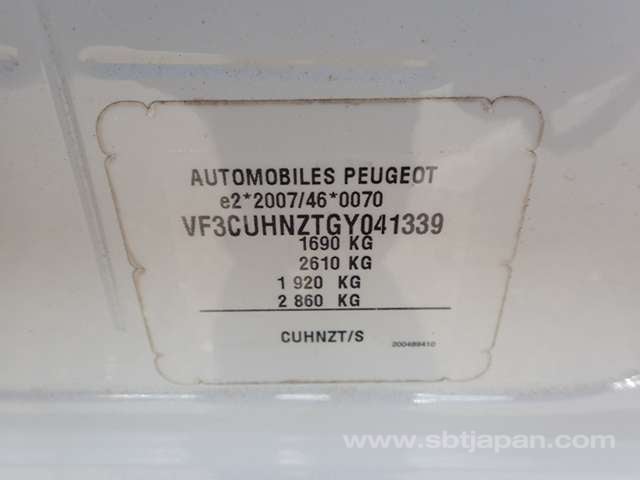 AUTOMOBILES PEUGEOT
e2*2007/46*0070
VF3CUHNZTGY041339
1690 KG
2610 KG
1 920 KG
2 860 KG
CUHNZT/S
200489410
www.sbtjapan.com